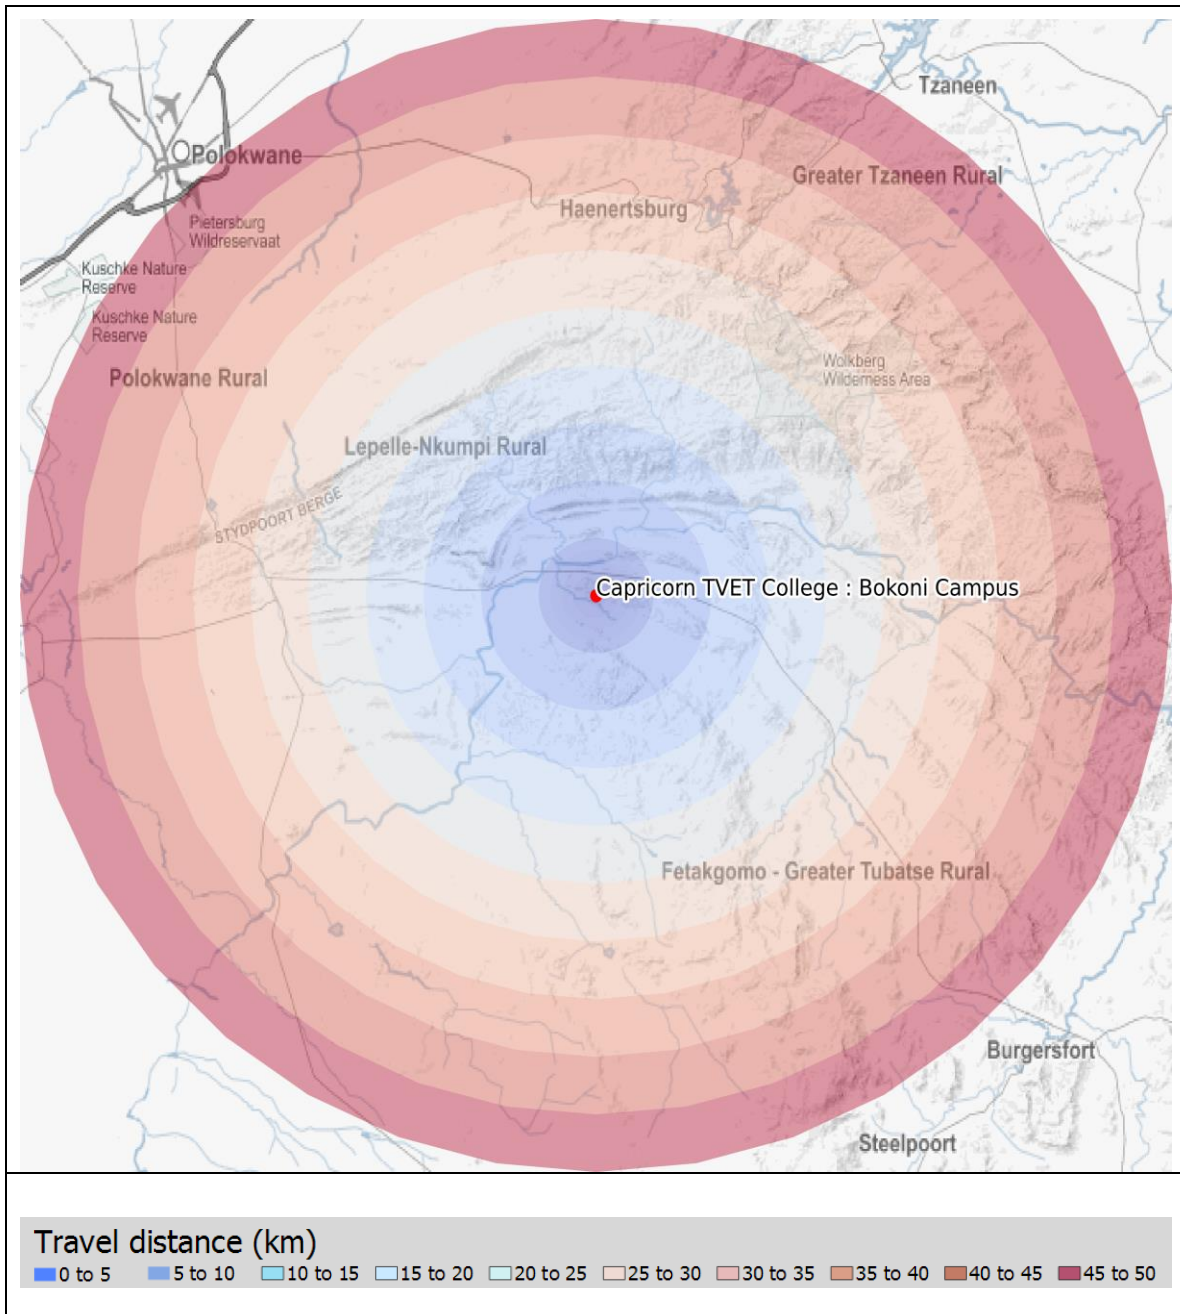 Tzaneen
Polokwane
Greater Tzaneen Rural
Haenertsburg
Pietersburg
Wildreservaat
Kuschke Nature
Reserve
Kuschke Nature
Reserve
Wolkberg
Wilderness Area
Polokwane Rural
Lepelle-Nkumpi Rural
STYDPOORT BERGE
Capricorn TVET College : Bokoni Campus
Fetakgomo - Greater Tubatse Rural
Burgersfort
Steelpoort
Travel distance (km)
0 to 5 5 to 10 10 to 15 15 to 20 20 to 25 25 to 30 30 to 35 35 to 40 40 to 45 45 to 50